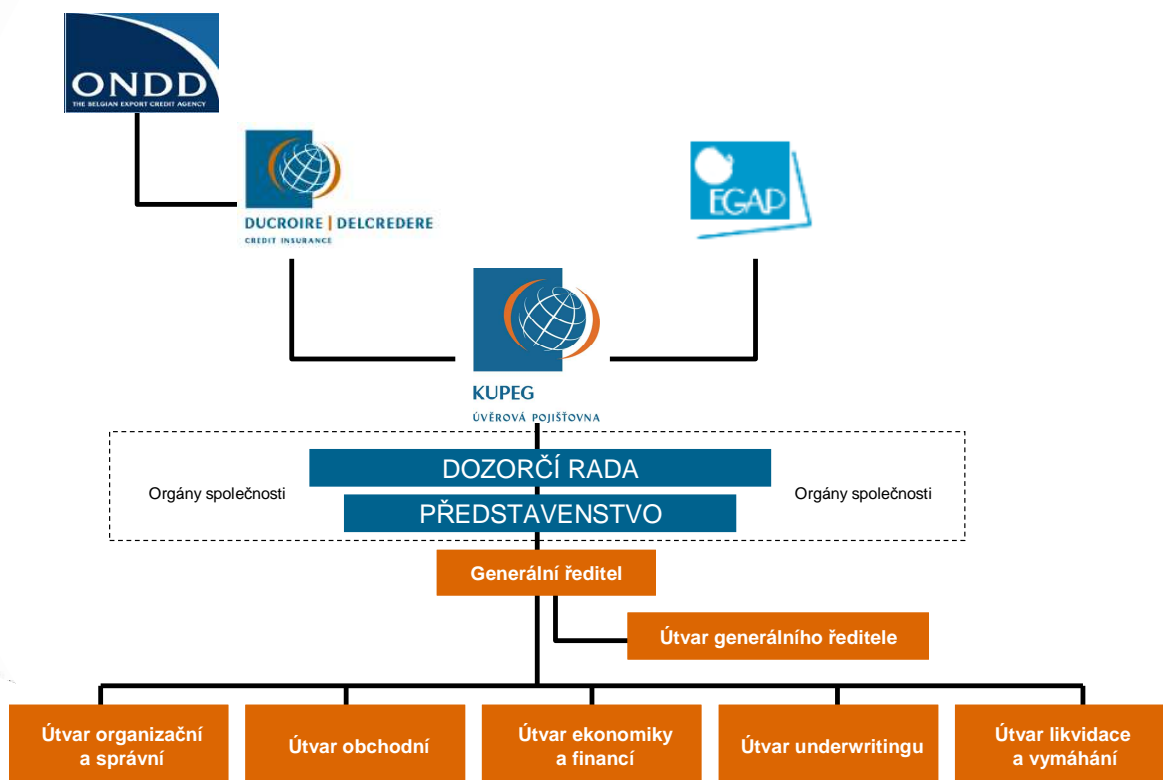 ONDD
THE BELGIAN EXPORT CREDIT AGENCY
DUCROIRE | DELCREDERE
CREDIT INSURANCE
EGAP
KUPEG
ÚVĚROVÁ POJIŠŤOVNA
Orgány společnosti
DOZORČÍ RADA
PŘEDSTAVENSTVO
Orgány společnosti
Generální ředitel
Útvar generálního ředitele
Útvar organizační
a správní
Útvar obchodní
Útvar ekonomiky
a financí
Útvar underwritingu
Útvar likvidace
a vymáhání